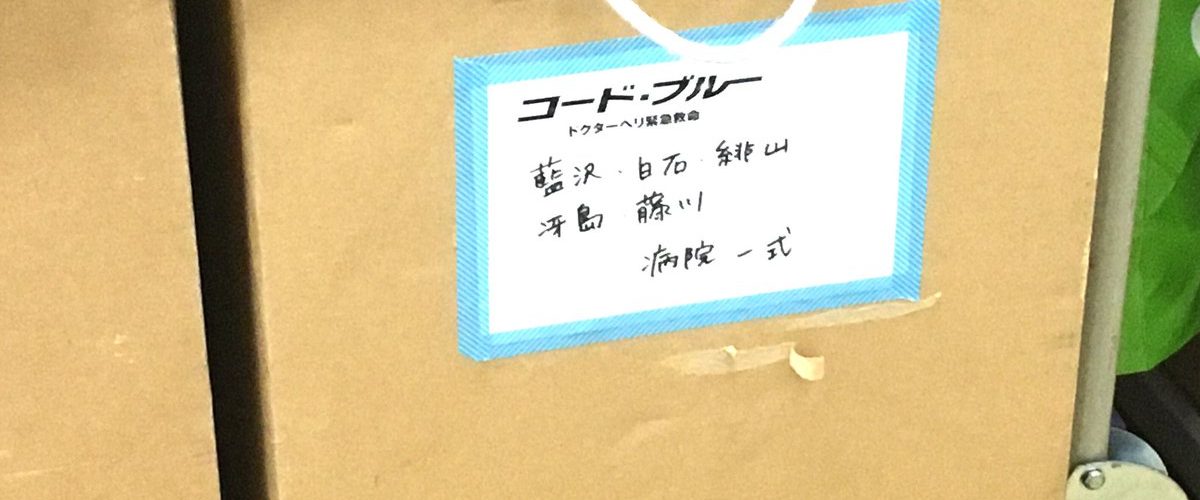 コード・ブルー
ドクターヘリ緊急救命
藍沢・白石・緋山
冴島・藤川
病院一式